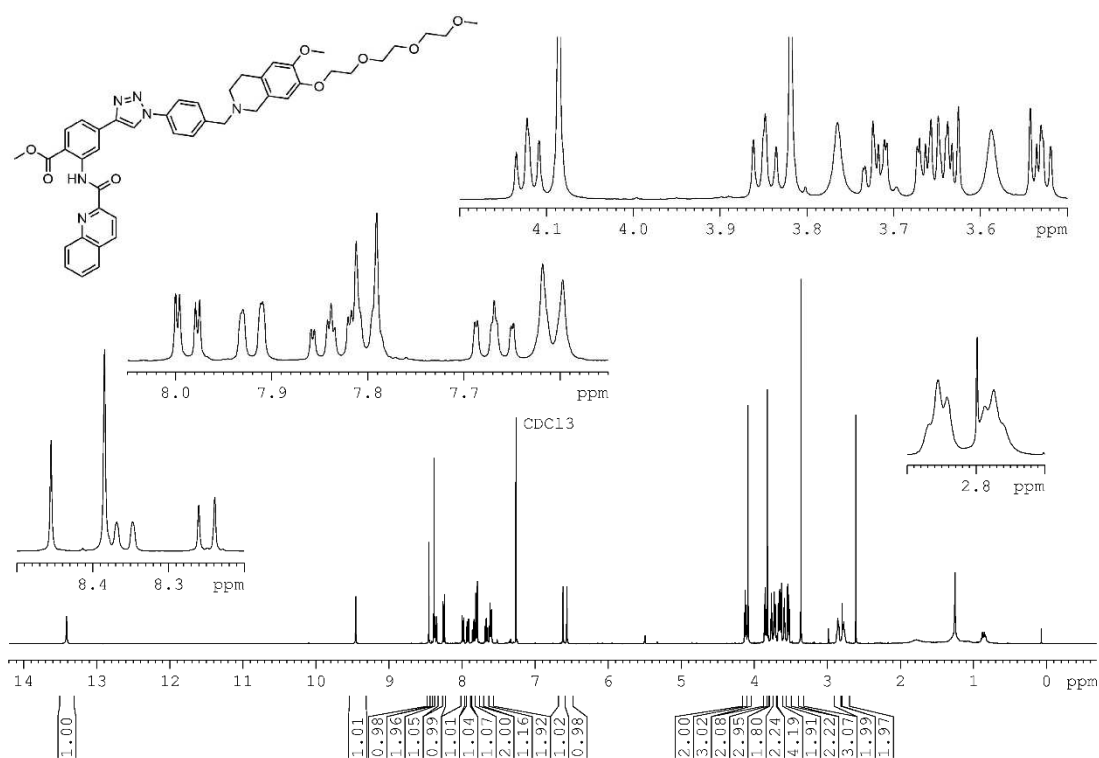 O
O
O
O
O
N
N=N
N
O
O
NH
O
N
4.1 4.0 3.9 3.8 3.7 3.6 ppm
8.0 7.9 7.8 7.7 ppm
CDCl3
2.8 ppm
8.4 8.3 ppm
14 13 12 11 10 9 8 7 6 5 4 3 2 1 0 ppm
1.00
1.01
0.98
1.96
1.05
0.99
1.01
1.04
1.07
2.00
1.16
1.92
1.02
0.98
2.00
3.02
2.08
2.95
1.80
2.24
4.19
1.91
2.22
3.07
1.99
1.97